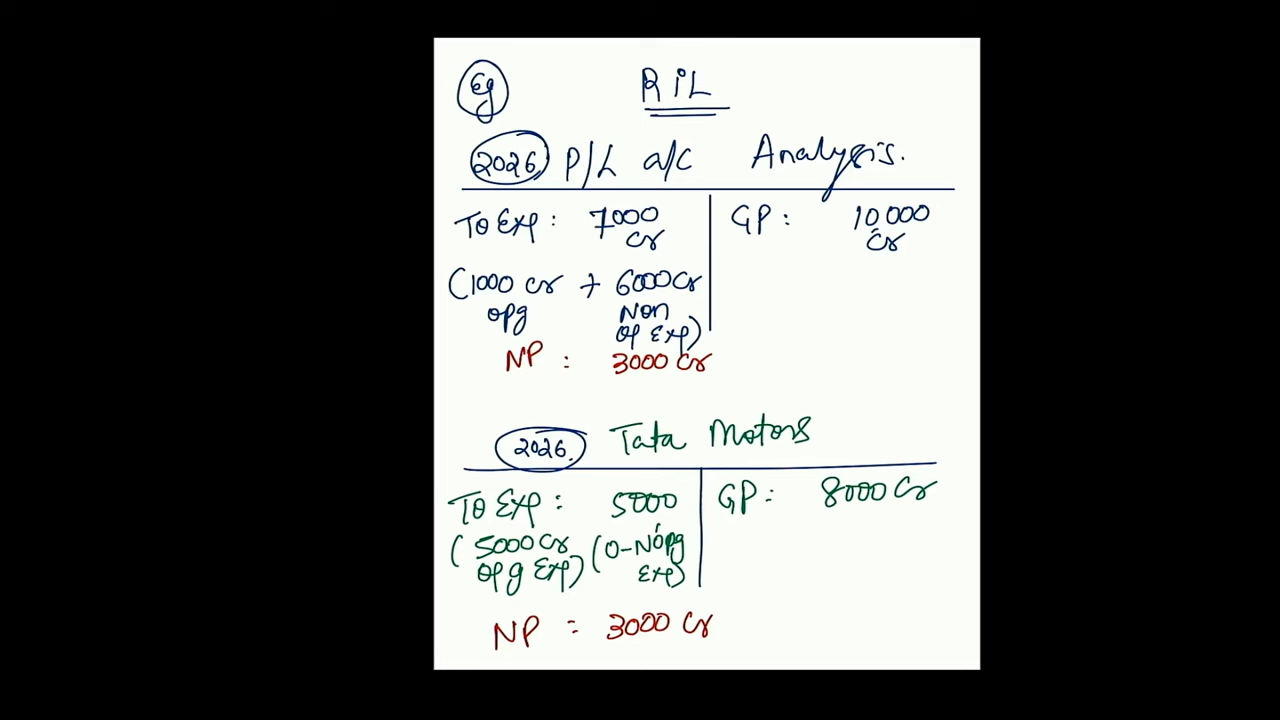 Eg
RiL
2026 P/L a/c Analysis.
To Exp : 7000 Cr
GP : 10,000 Cr
(1000 Cr + 6000 Cr
opg Non
op Exp)
NP : 3000 Cr
2026. Tata Motors
To Exp : 5000
GP : 8000 Cr
(5000 Cr (0-Nopg
opg Exp) Exp)
NP : 3000 Cr